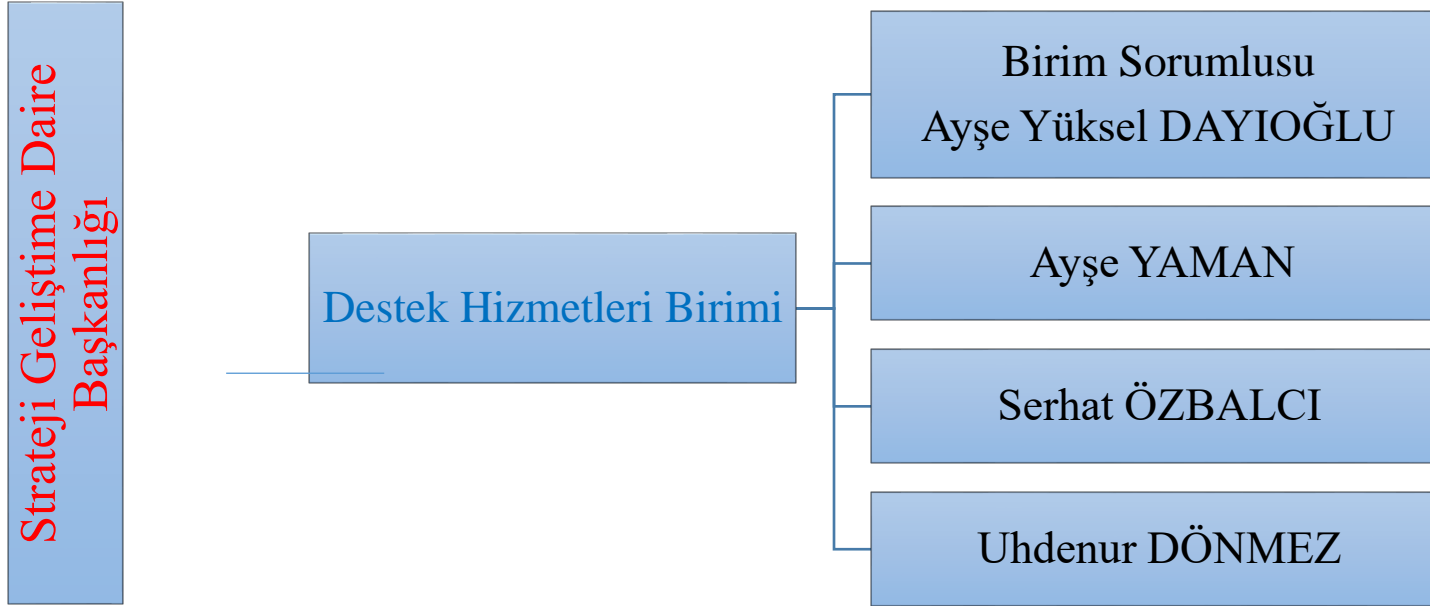 Strateji Geliştime Daire
Başkanlığı
Destek Hizmetleri Birimi
Birim Sorumlusu
Ayşe Yüksel DAYIOĞLU
Ayşe YAMAN
Serhat ÖZBALCI
Uhdenur DÖNMEZ